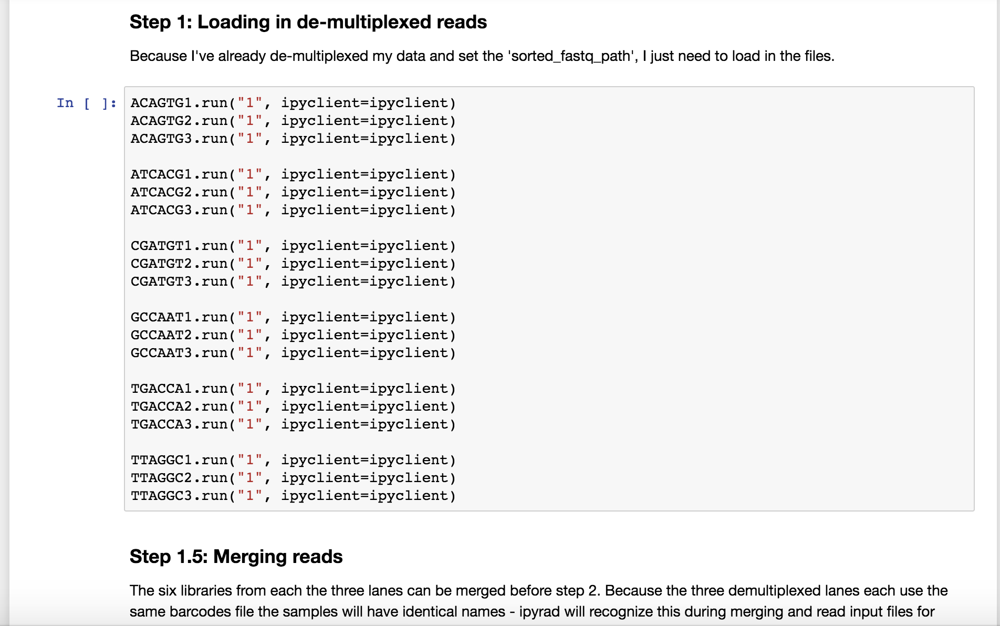 Step 1: Loading in de-multiplexed reads
Because I've already de-multiplexed my data and set the 'sorted_fastq_path', I just need to load in the files.
In [ ]:
ACAGTG1.run("1", ipyclient=ipyclient)
ACAGTG2.run("1", ipyclient=ipyclient)
ACAGTG3.run("1", ipyclient=ipyclient)
ATCACG1.run("1", ipyclient=ipyclient)
ATCACG2.run("1", ipyclient=ipyclient)
ATCACG3.run("1", ipyclient=ipyclient)
CGATGT1.run("1", ipyclient=ipyclient)
CGATGT2.run("1", ipyclient=ipyclient)
CGATGT3.run("1", ipyclient=ipyclient)
GCCAAT1.run("1", ipyclient=ipyclient)
GCCAAT2.run("1", ipyclient=ipyclient)
GCCAAT3.run("1", ipyclient=ipyclient)
TGACCA1.run("1", ipyclient=ipyclient)
TGACCA2.run("1", ipyclient=ipyclient)
TGACCA3.run("1", ipyclient=ipyclient)
TTAGGC1.run("1", ipyclient=ipyclient)
TTAGGC2.run("1", ipyclient=ipyclient)
TTAGGC3.run("1", ipyclient=ipyclient)
Step 1.5: Merging reads
The six libraries from each the three lanes can be merged before step 2. Because the three demultiplexed lanes each use the
same barcodes file the samples will have identical names - ipyrad will recognize this during merging and read input files for